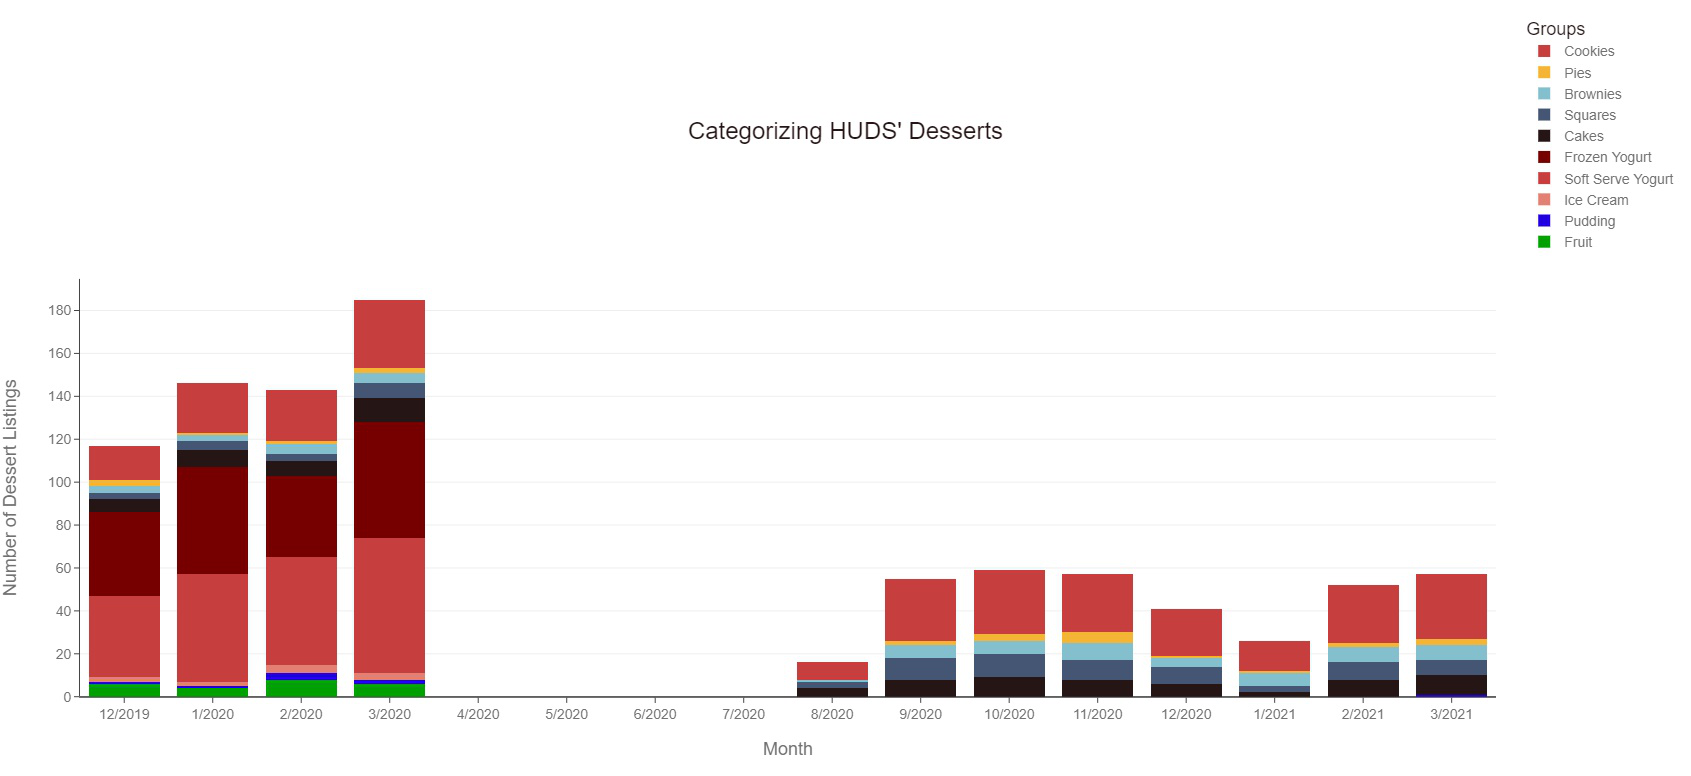 Groups
Cookies
Pies
Brownies
Squares
Cakes
Frozen Yogurt
Soft Serve Yogurt
Ice Cream
Pudding
Fruit
Categorizing HUDS' Desserts
Number of Dessert Listings
180
160
140
120
100
80
60
40
20
0
12/2019 1/2020 2/2020 3/2020 4/2020 5/2020 6/2020 7/2020 8/2020 9/2020 10/2020 11/2020 12/2020 1/2021 2/2021 3/2021
Month